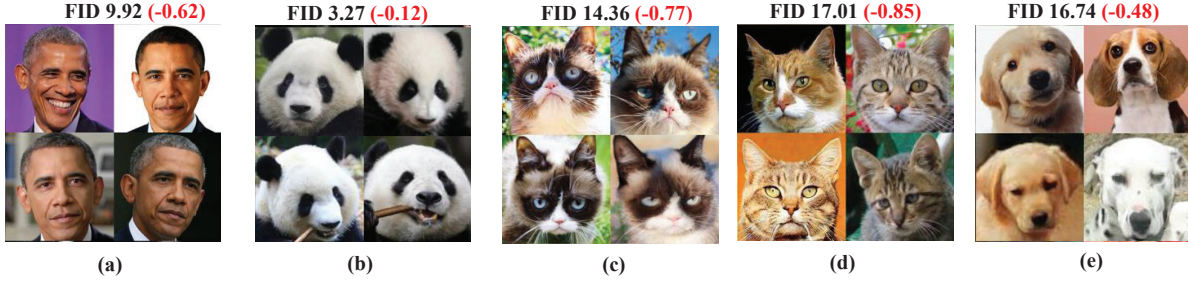 FID 9.92 (-0.62)
FID 3.27 (-0.12)
FID 14.36 (-0.77)
FID 17.01 (-0.85)
FID 16.74 (-0.48)
(a)
(b)
(c)
(d)
(e)